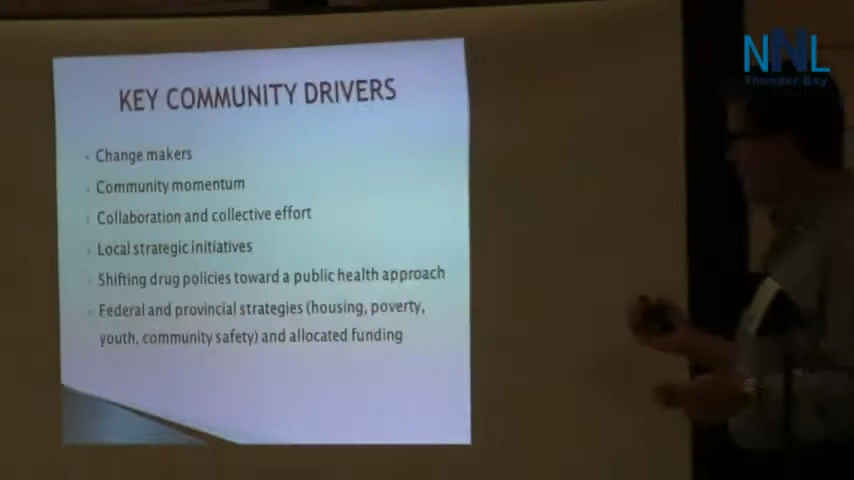 NNL
Thunder Bay
KEY COMMUNITY DRIVERS
Change makers
Community momentum
Collaboration and collective effort
Local strategic initiatives
Shifting drug policies toward a public health approach
Federal and provincial strategies (housing, poverty,
youth, community safety) and allocated funding